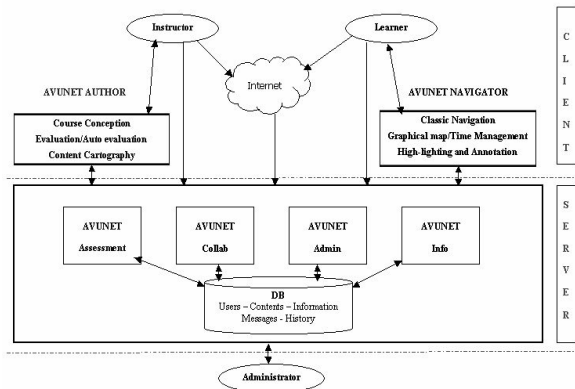 Instructor
Learner
Internet
AVUNET AUTHOR
AVUNET NAVIGATOR
Course Conception
Evaluation/Auto evaluation
Content Cartography
Classic Navigation
Graphical map/Time Management
High-lighting and Annotation
CLIENT
AVUNET
Assessment
AVUNET
Collab
AVUNET
Admin
AVUNET
Info
DB
Users – Contents – Information
Messages - History
SERVER
Administrator